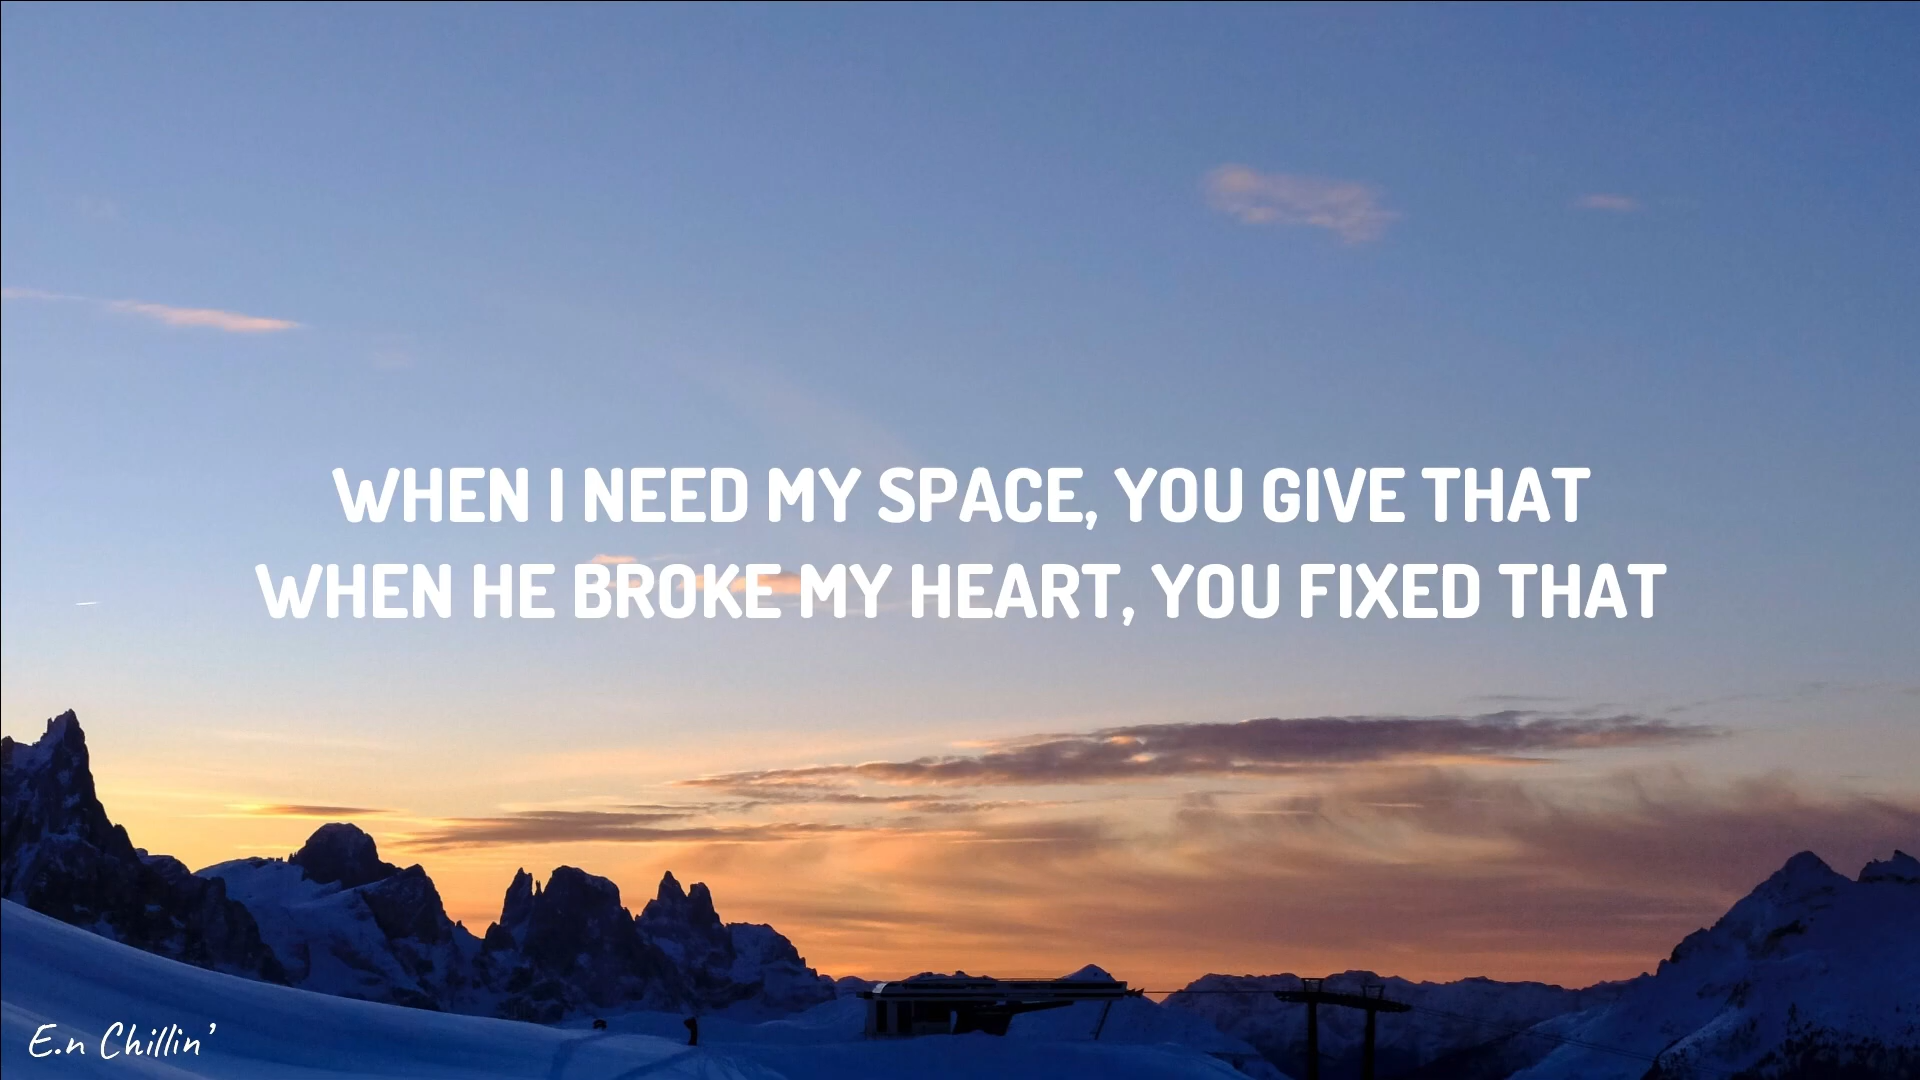 WHEN I NEED MY SPACE, YOU GIVE THAT
WHEN HE BROKE MY HEART, YOU FIXED THAT
E.n Chillin'